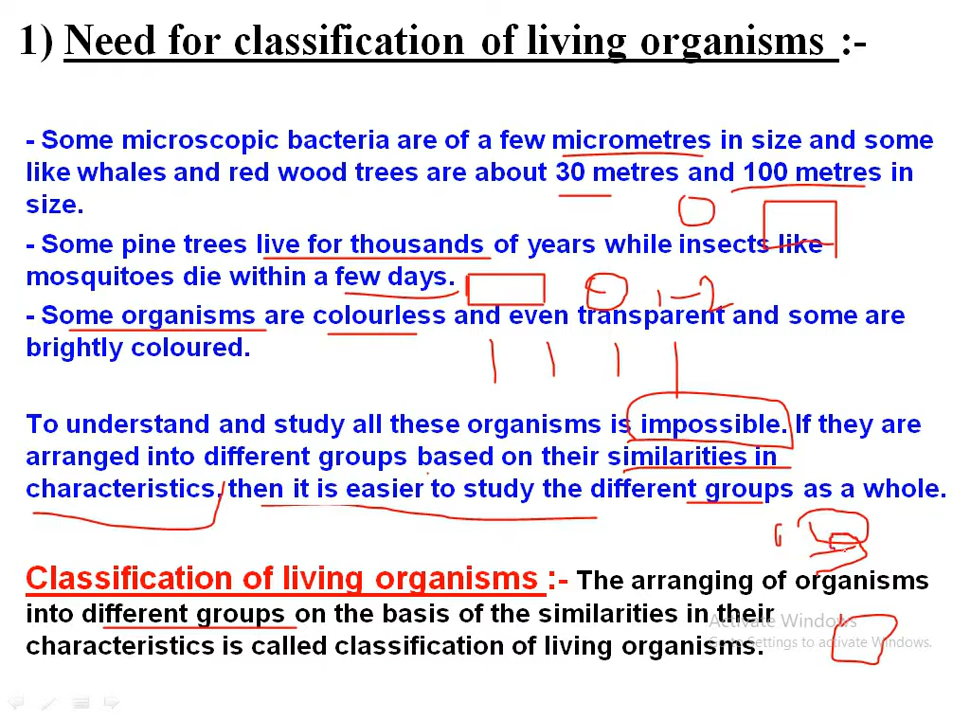 1) Need for classification of living organisms :-
- Some microscopic bacteria are of a few micrometres in size and some
like whales and red wood trees are about 30 metres and 100 metres in
size.
- Some pine trees live for thousands of years while insects like
mosquitoes die within a few days.
1-2
- Some organisms are colourless and even transparent and some are
brightly coloured.
To understand and study all these organisms is impossible. If they are
arranged into different groups based on their similarities in
characteristics, then it is easier to study the different groups as a whole.
Classification of living organisms :- The arranging of organisms
into different groups on the basis of the similarities in their
characteristics is called classification of living organisms.
Activate Windows
Go to Settings to activate Windows.